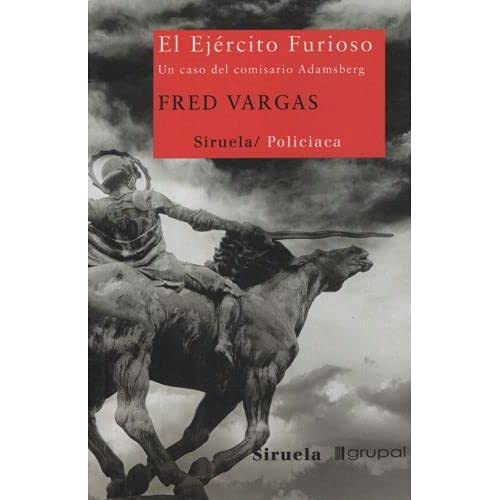 El Ejército Furioso
Un caso del comisario Adamsberg
FRED VARGAS
Siruela/ Policiaca
Siruela grupal